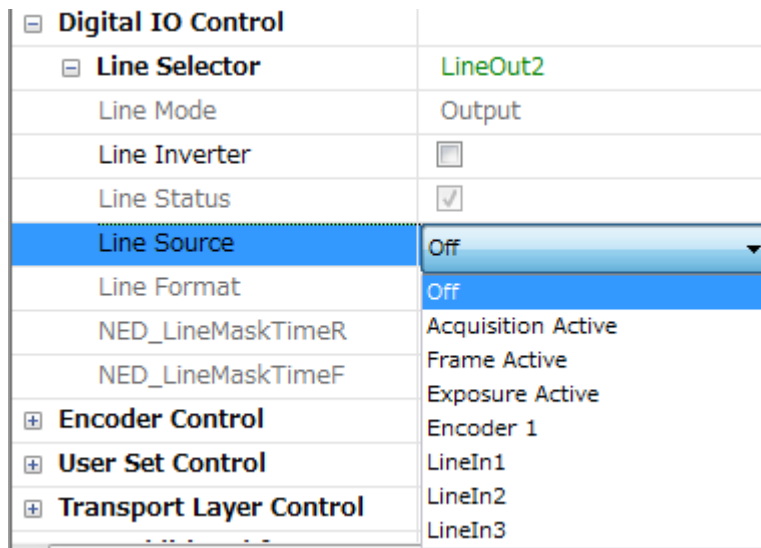 Digital IO Control
Line Selector LineOut2
Line Mode Output
Line Inverter
Line Status
Line Source Off
Line Format Off
Acquisition Active
NED_LineMaskTimeR
Frame Active
NED_LineMaskTimeF
Exposure Active
Encoder Control Encoder 1
User Set Control LineIn1
LineIn2
Transport Layer Control
LineIn3